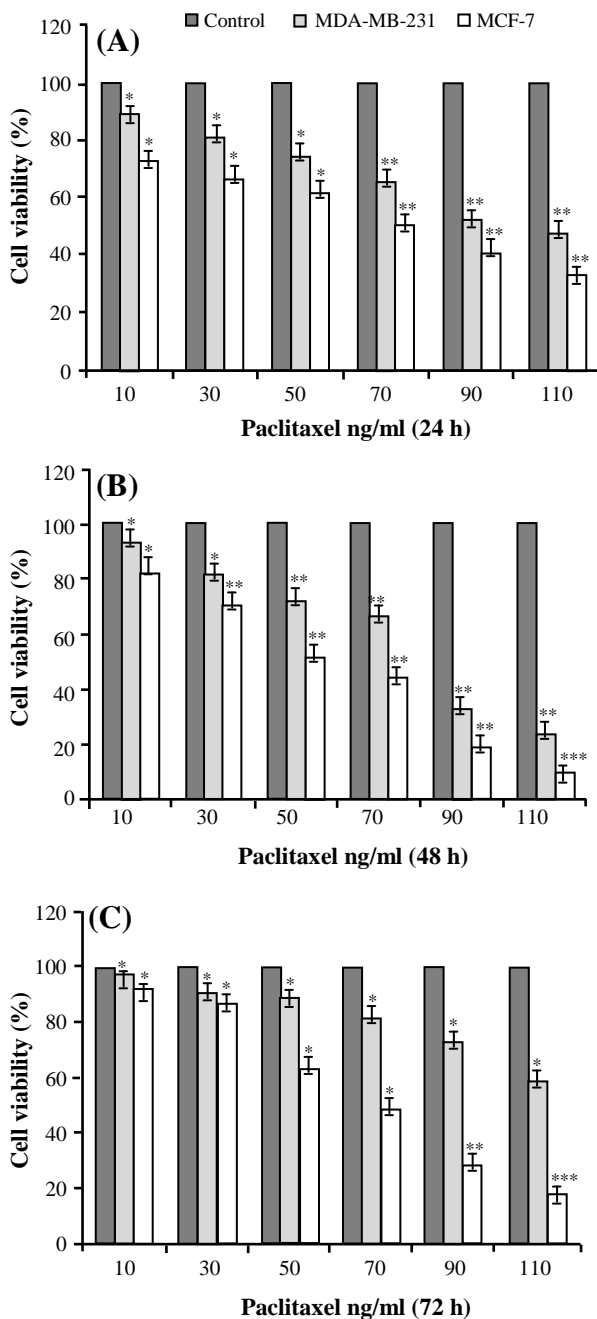 (A)
Control MDA-MB-231 MCF-7
Cell viability (%)
120
100
80
60
40
20
0
* * * * * * ** ** ** ** ** **
10 30 50 70 90 110
Paclitaxel ng/ml (24 h)
(B)
Cell viability (%)
120
100
80
60
40
20
0
* * * ** ** ** ** ** ** ** ** ***
10 30 50 70 90 110
Paclitaxel ng/ml (48 h)
(C)
Cell viability (%)
120
100
80
60
40
20
0
* * * * * * * * * ** * ***
10 30 50 70 90 110
Paclitaxel ng/ml (72 h)